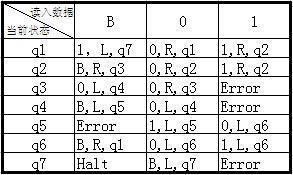 读入数据
当前状态
B 0 1
q1 1, L,q7 0,R,q1 1,R,q2
q2 B,R,q3 0,R,q2 1,R,q2
q3 0,L,q4 0,R,q3 Error
q4 B,L,q5 0,L,q4 Error
q5 Error 1,L,q5 0,L,q6
q6 B,R,q1 0,L,q6 1,L,q6
q7 Halt B,L,q7 Error